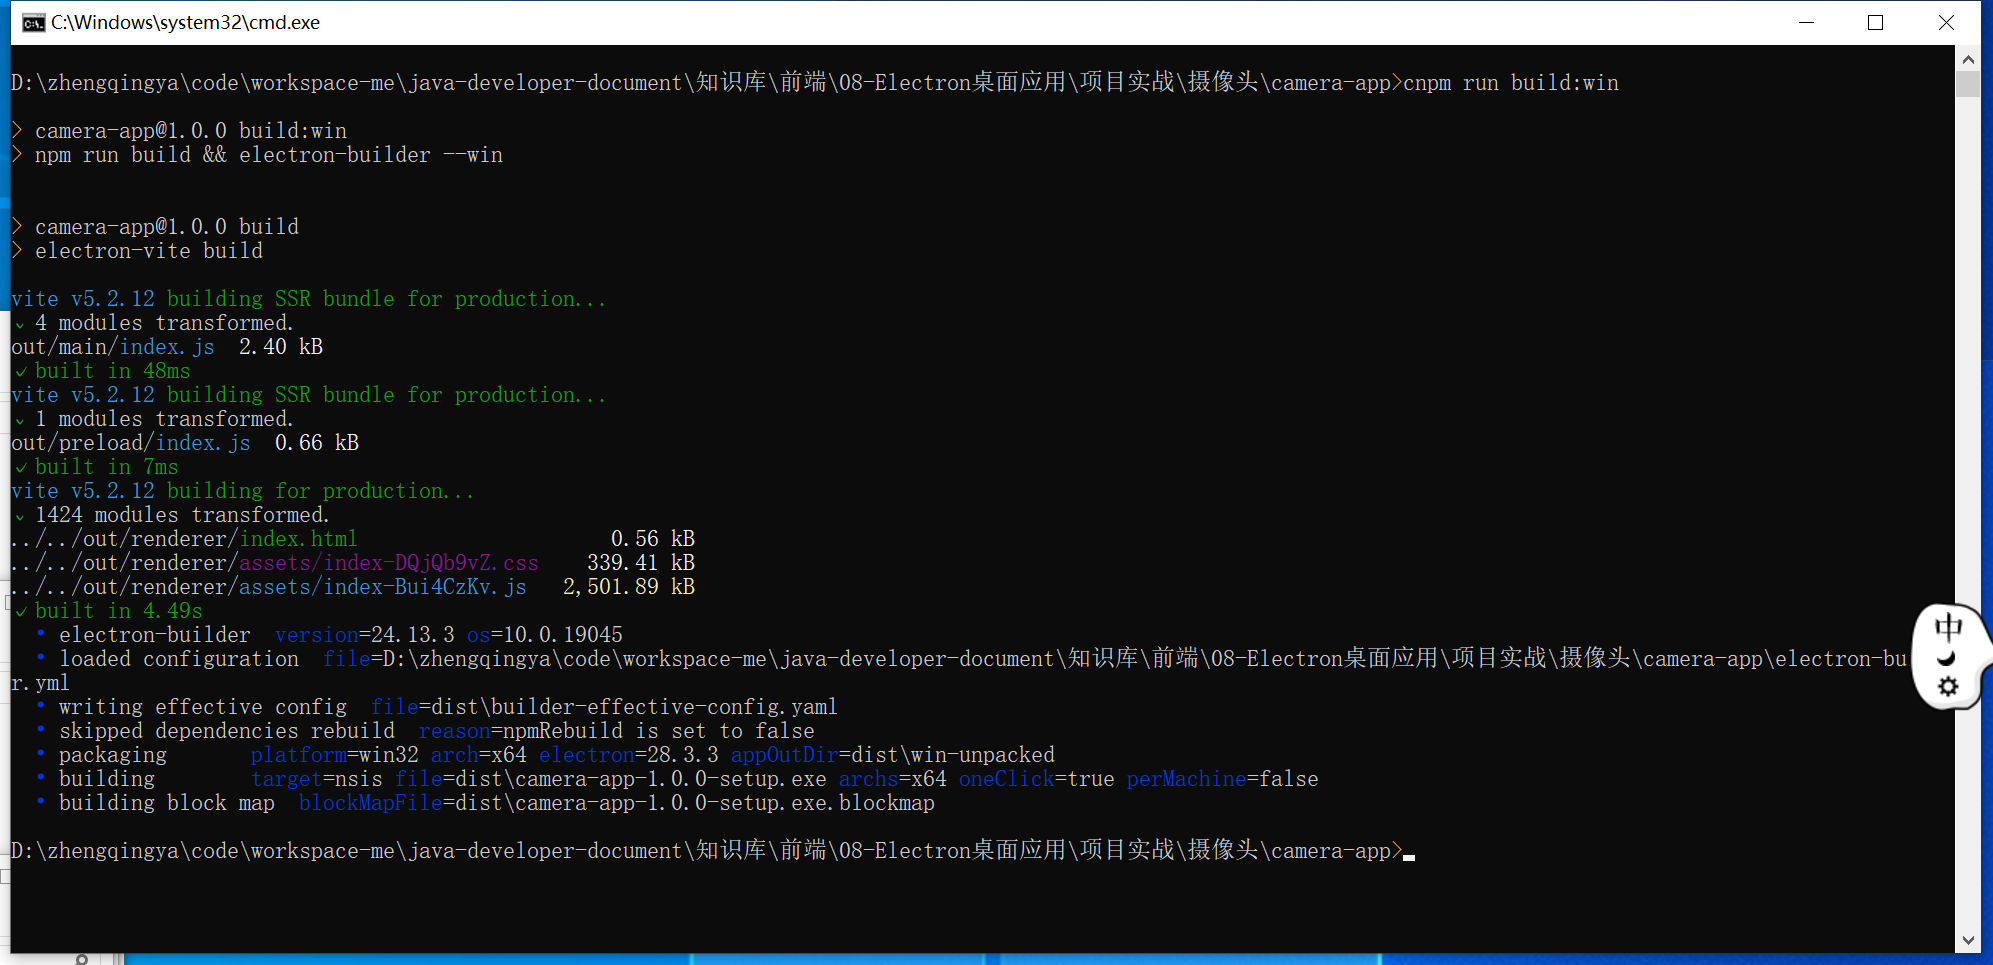 C:\Windows\system32\cmd.exe
D:\zhengqingya\code\workspace-me\java-developer-document\知识库\前端\08-Electron桌面应用\项目实战\摄像头\camera-app>cnpm run build:win
> camera-app@1.0.0 build:win
> npm run build && electron-builder --win
> camera-app@1.0.0 build
> electron-vite build
vite v5.2.12 building SSR bundle for production...
✓ 4 modules transformed.
out/main/index.js  2.40 kB
✓ built in 48ms
vite v5.2.12 building SSR bundle for production...
✓ 1 modules transformed.
out/preload/index.js  0.66 kB
✓ built in 7ms
vite v5.2.12 building for production...
✓ 1424 modules transformed.
../../out/renderer/index.html                     0.56 kB
../../out/renderer/assets/index-DQjQb9vZ.css    339.41 kB
../../out/renderer/assets/index-Bui4CzKv.js   2,501.89 kB
✓ built in 4.49s
  • electron-builder  version=24.13.3 os=10.0.19045
  • loaded configuration  file=D:\zhengqingya\code\workspace-me\java-developer-document\知识库\前端\08-Electron桌面应用\项目实战\摄像头\camera-app\electron-bu
r.yml
  • writing effective config  file=dist\builder-effective-config.yaml
  • skipped dependencies rebuild  reason=npmRebuild is set to false
  • packaging       platform=win32 arch=x64 electron=28.3.3 appOutDir=dist\win-unpacked
  • building        target=nsis file=dist\camera-app-1.0.0-setup.exe archs=x64 oneClick=true perMachine=false
  • building block map  blockMapFile=dist\camera-app-1.0.0-setup.exe.blockmap
D:\zhengqingya\code\workspace-me\java-developer-document\知识库\前端\08-Electron桌面应用\项目实战\摄像头\camera-app>
中